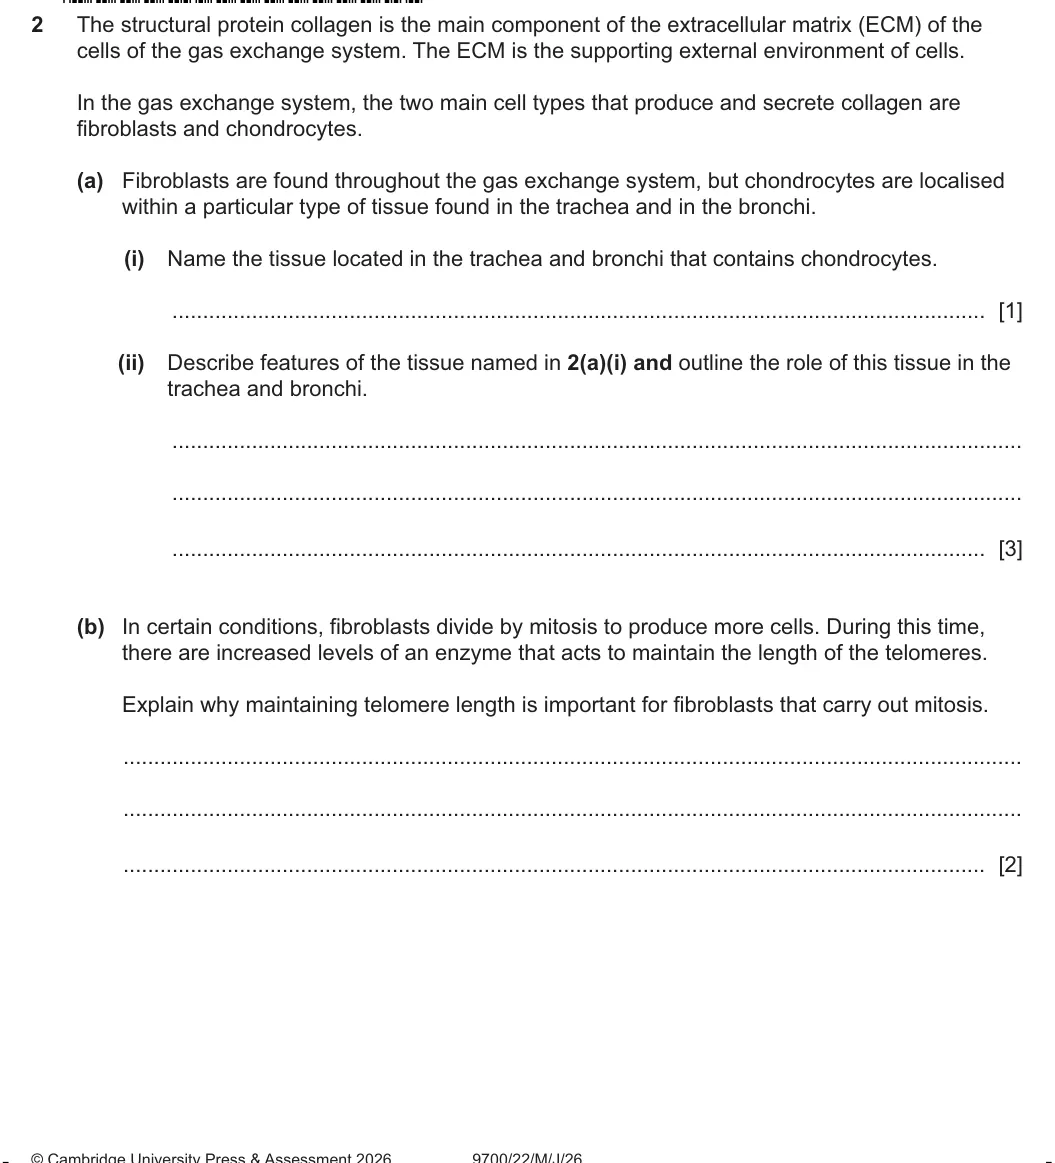 2 The structural protein collagen is the main component of the extracellular matrix (ECM) of the
cells of the gas exchange system. The ECM is the supporting external environment of cells.
In the gas exchange system, the two main cell types that produce and secrete collagen are
fibroblasts and chondrocytes.
(a) Fibroblasts are found throughout the gas exchange system, but chondrocytes are localised
within a particular type of tissue found in the trachea and in the bronchi.
(i) Name the tissue located in the trachea and bronchi that contains chondrocytes.
.......................................................................................................................................... [1]
(ii) Describe features of the tissue named in 2(a)(i) and outline the role of this tissue in the
trachea and bronchi.
..........................................................................................................................................
..........................................................................................................................................
.......................................................................................................................................... [3]
(b) In certain conditions, fibroblasts divide by mitosis to produce more cells. During this time,
there are increased levels of an enzyme that acts to maintain the length of the telomeres.
Explain why maintaining telomere length is important for fibroblasts that carry out mitosis.
..........................................................................................................................................
..........................................................................................................................................
.......................................................................................................................................... [2]
© Cambridge University Press & Assessment 2026 9700/22/M/J/26